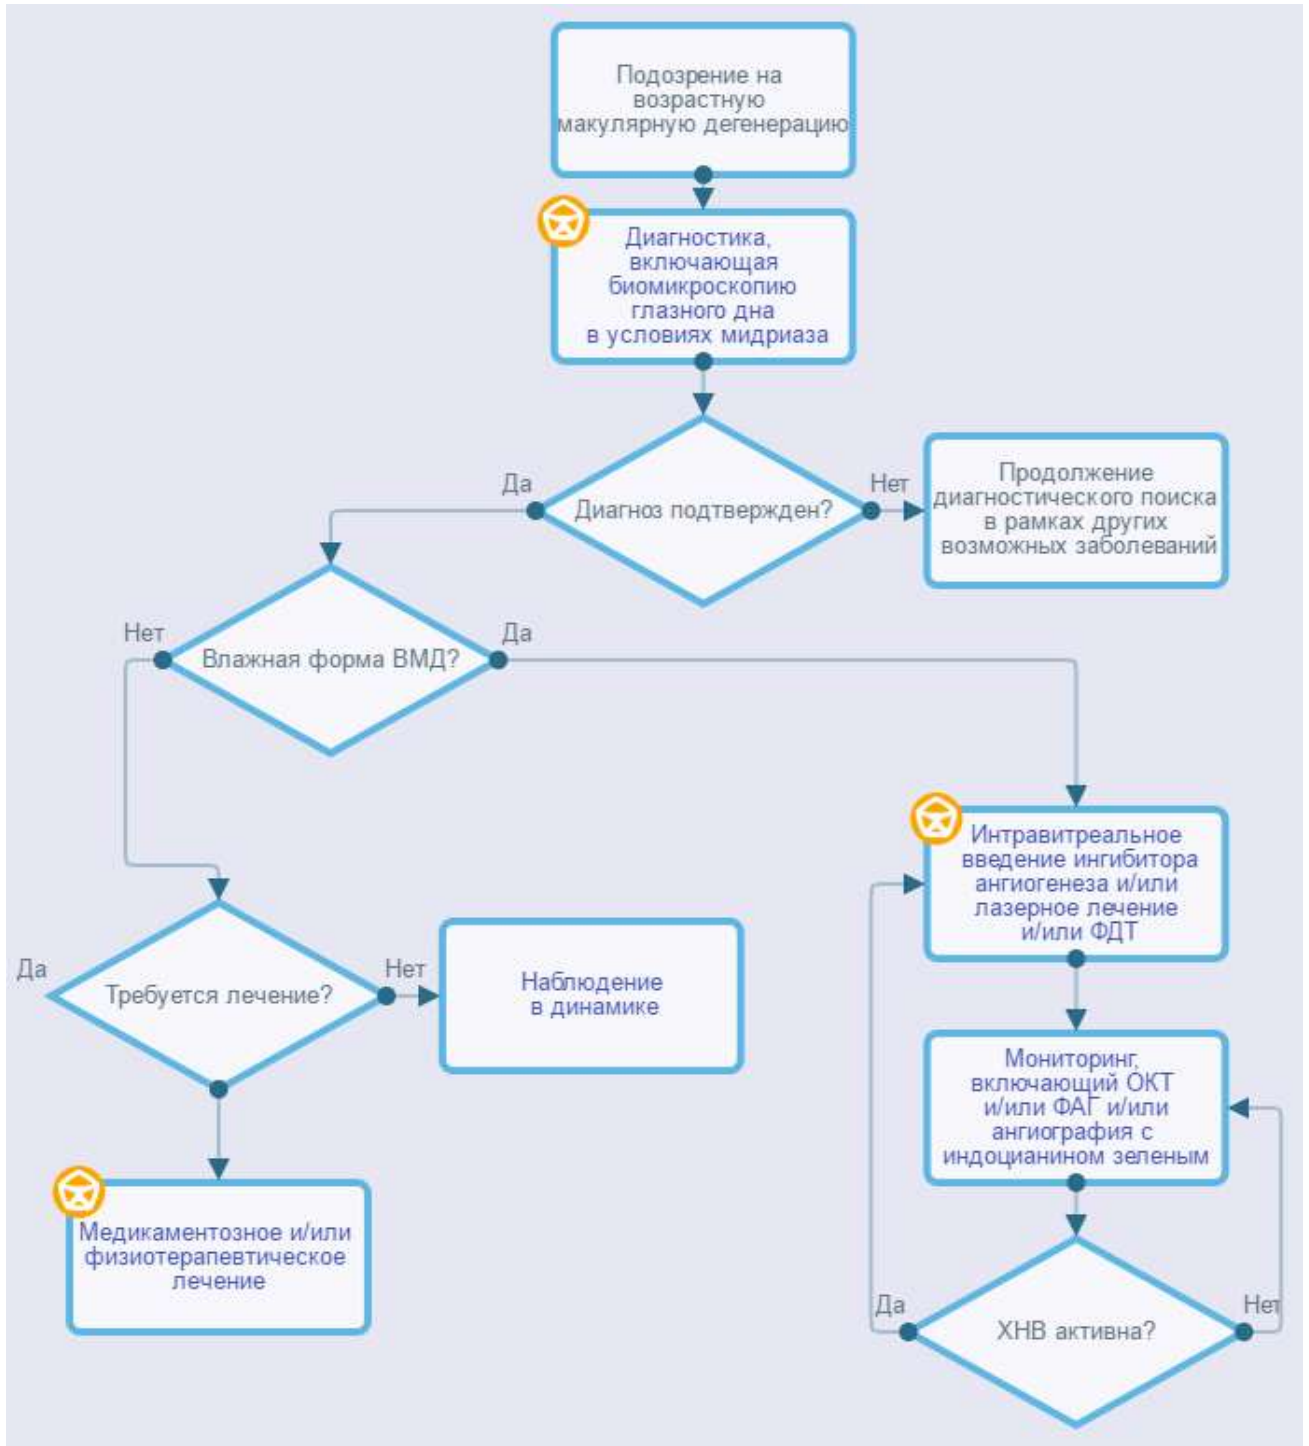 Подозрение на
возрастную
макулярную дегенерацию
Диагностика,
включающая
биомикроскопию
глазного дна
в условиях мидриаза
Да
Диагноз подтвержден?
Нет
Продолжение
диагностического поиска
в рамках других
возможных заболеваний
Нет
Влажная форма ВМД?
Да
Интравитреальное
введение ингибитора
ангиогенеза и/или
лазерное лечение
и/или ФДТ
Да
Требуется лечение?
Нет
Наблюдение
в динамике
Мониторинг,
включающий ОКТ
и/или ФАГ и/или
ангиография с
индоцианином зеленым
Медикаментозное и/или
физиотерапевтическое
лечение
Да
ХНВ активна?
Нет